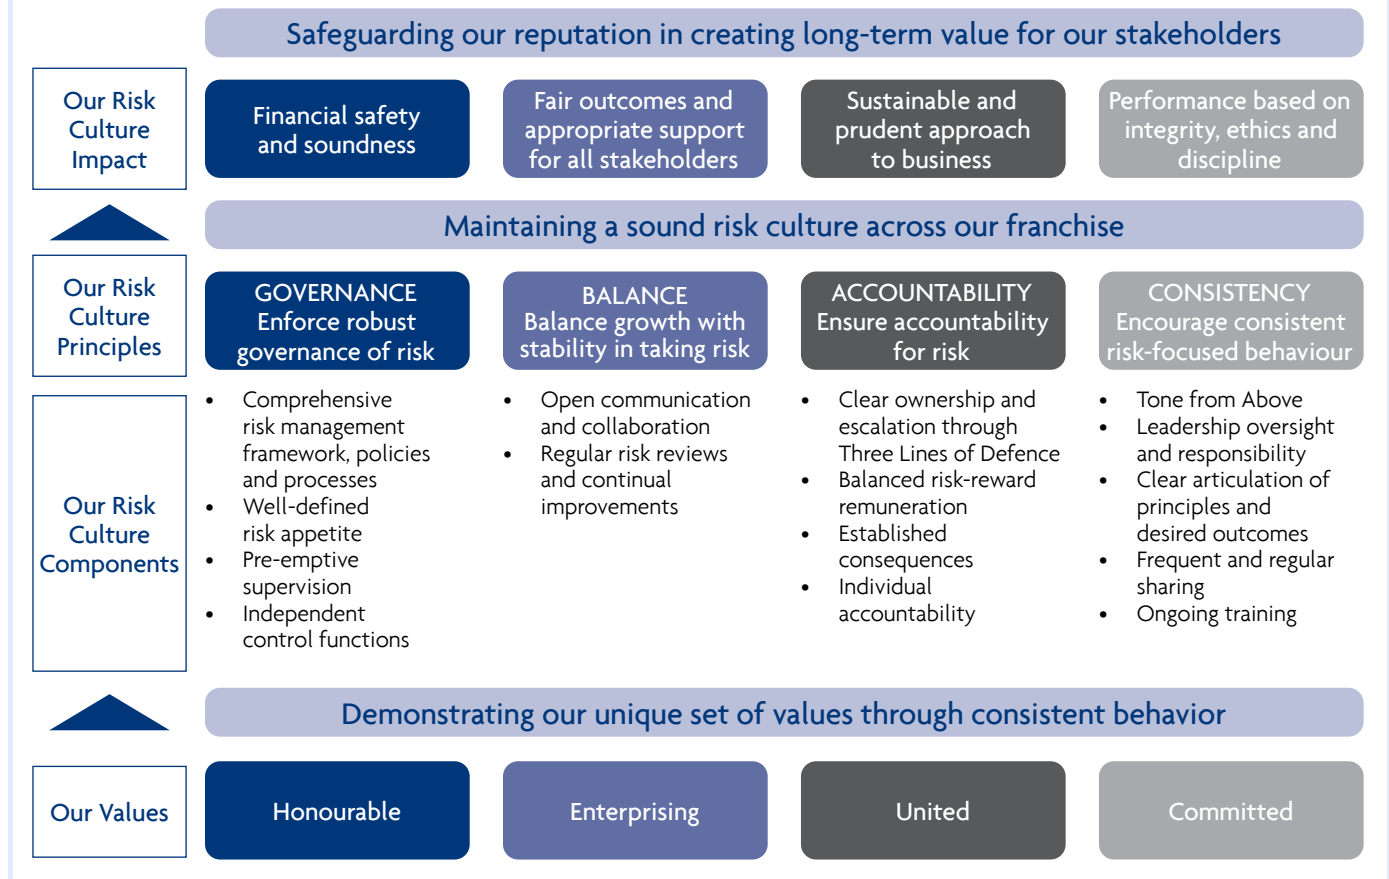 Safeguarding our reputation in creating long-term value for our stakeholders
Our Risk
Culture
Impact
Financial safety
and soundness
Fair outcomes and
appropriate support
for all stakeholders
Sustainable and
prudent approach
to business
Performance based on
integrity, ethics and
discipline
Maintaining a sound risk culture across our franchise
Our Risk
Culture
Principles
GOVERNANCE
Enforce robust
governance of risk
BALANCE
Balance growth with
stability in taking risk
ACCOUNTABILITY
Ensure accountability
for risk
CONSISTENCY
Encourage consistent
risk-focused behaviour
Our Risk
Culture
Components
• Comprehensive
risk management
framework, policies
and processes
• Well-defined
risk appetite
• Pre-emptive
supervision
• Independent
control functions
• Open communication
and collaboration
• Regular risk reviews
and continual
improvements
• Clear ownership and
escalation through
Three Lines of Defence
• Balanced risk-reward
remuneration
• Established
consequences
• Individual
accountability
• Tone from Above
• Leadership oversight
and responsibility
• Clear articulation of
principles and
desired outcomes
• Frequent and regular
sharing
• Ongoing training
Demonstrating our unique set of values through consistent behavior
Our Values
Honourable
Enterprising
United
Committed